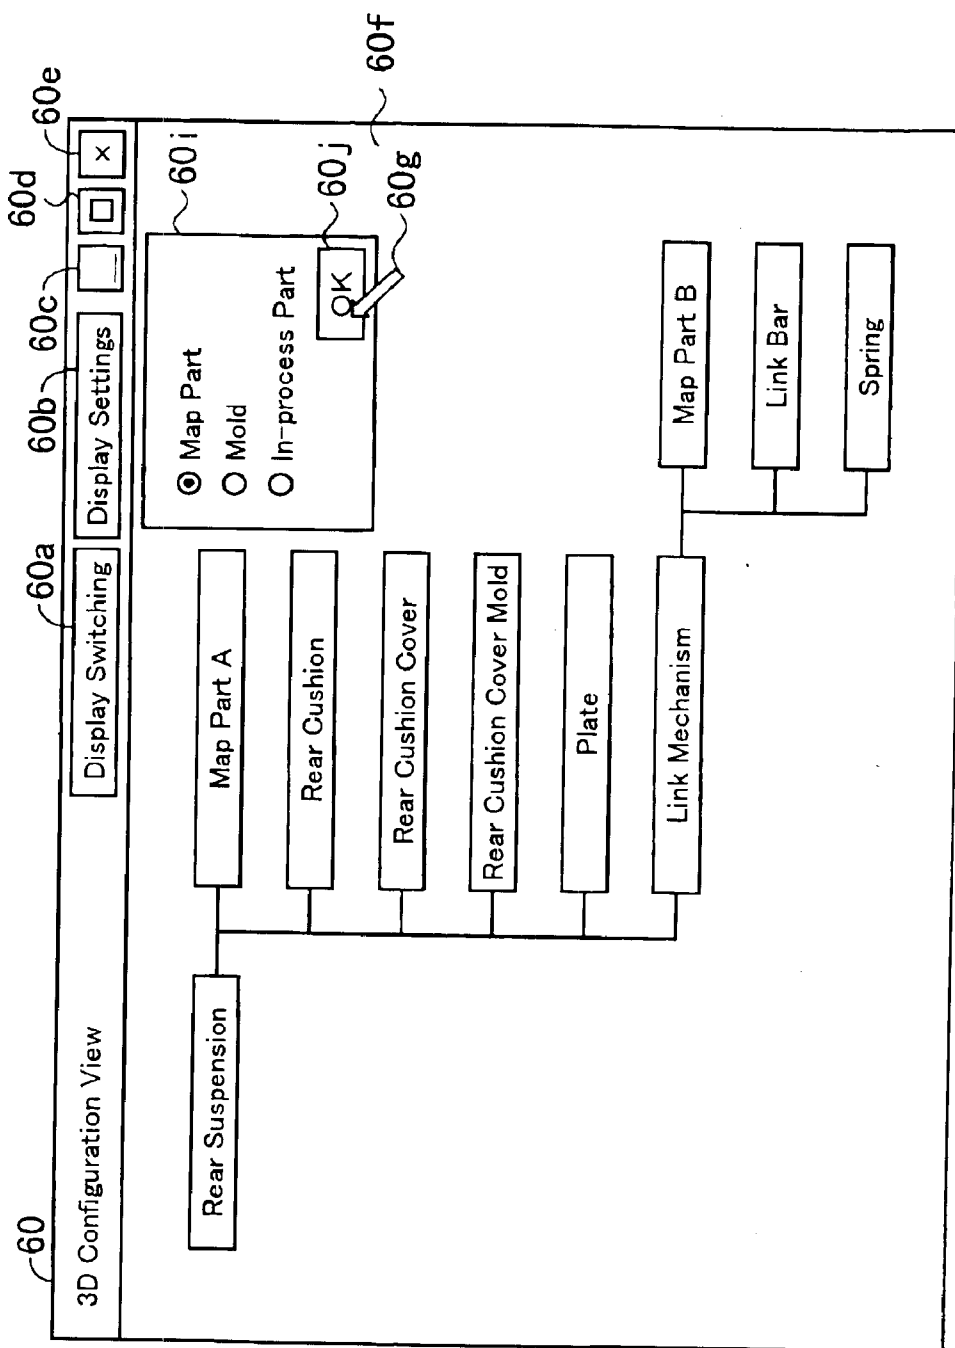 60
60a
60b
60c
60d
60e
3D Configuration View
Display Switching
Display Settings
×
60i
Map Part
Mold
In-process Part
OK
60j
60g
60f
Rear Suspension
Map Part A
Rear Cushion
Rear Cushion Cover
Rear Cushion Cover Mold
Plate
Link Mechanism
Map Part B
Link Bar
Spring